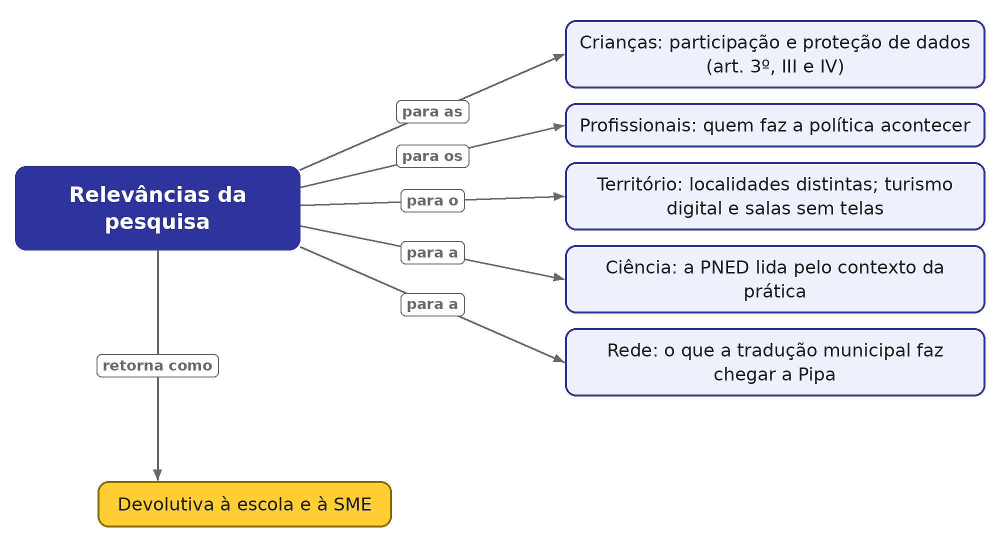 Crianças: participação e proteção de dados
(art. 3º, III e IV)
para as
Profissionais: quem faz a política acontecer
para os
Relevâncias da
pesquisa
para o
Território: localidades distintas; turismo
digital e salas sem telas
para a
Ciência: a PNED lida pelo contexto da
prática
para a
Rede: o que a tradução municipal faz
chegar a Pipa
retorna como
Devolutiva à escola e à SME